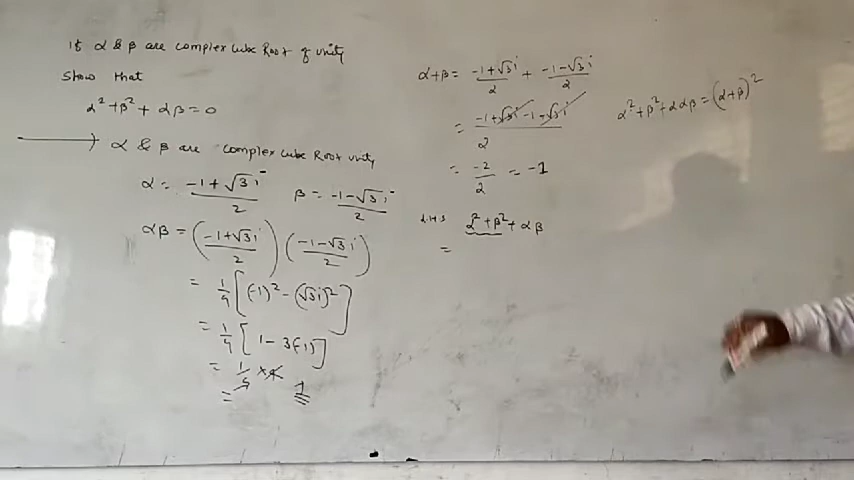 If α & β are complex cube Root of unity
Show that
α² + β² + αβ = 0
⟶ α & β are complex cube Root unity
α = (-1 + √3 i)/2   β = (-1 - √3 i)/2
αβ = ((-1 + √3 i)/2) ((-1 - √3 i)/2)
= 1/4 [(-1)² - (√3 i)²]
= 1/4 [1 - 3(-1)]
= 1/4 × 4
= 1
α + β = (-1 + √3 i)/2 + (-1 - √3 i)/2
= (-1 + √3 i - 1 - √3 i)/2
= -2/2 = -1
L.H.S α² + β² + αβ
=
α² + β² + 2αβ = (α + β)²